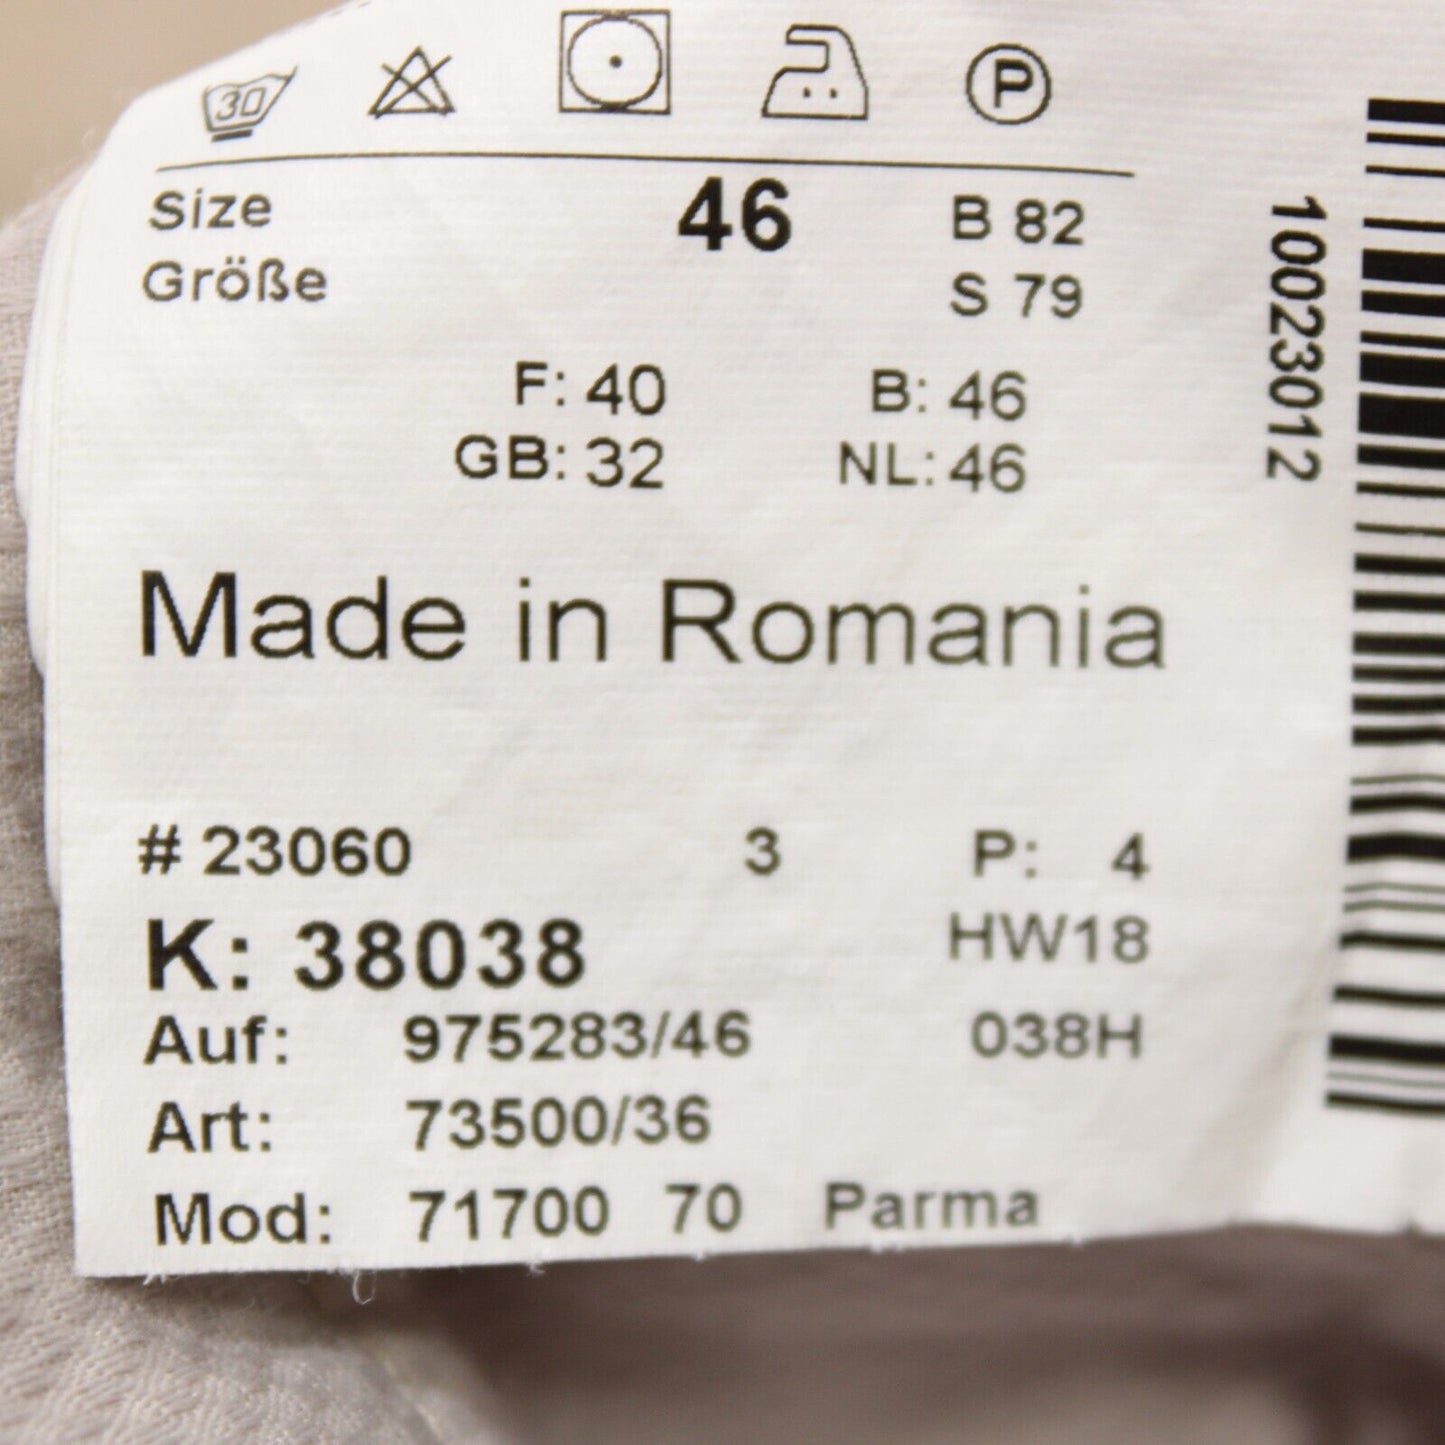 30
P
Size 46 B 82
Größe S 79
F: 40 B: 46
GB: 32 NL: 46
Made in Romania
# 23060 3 P: 4
K: 38038 HW18
Auf: 975283/46 038H
Art: 73500/36
Mod: 71700 70 Parma
10023012